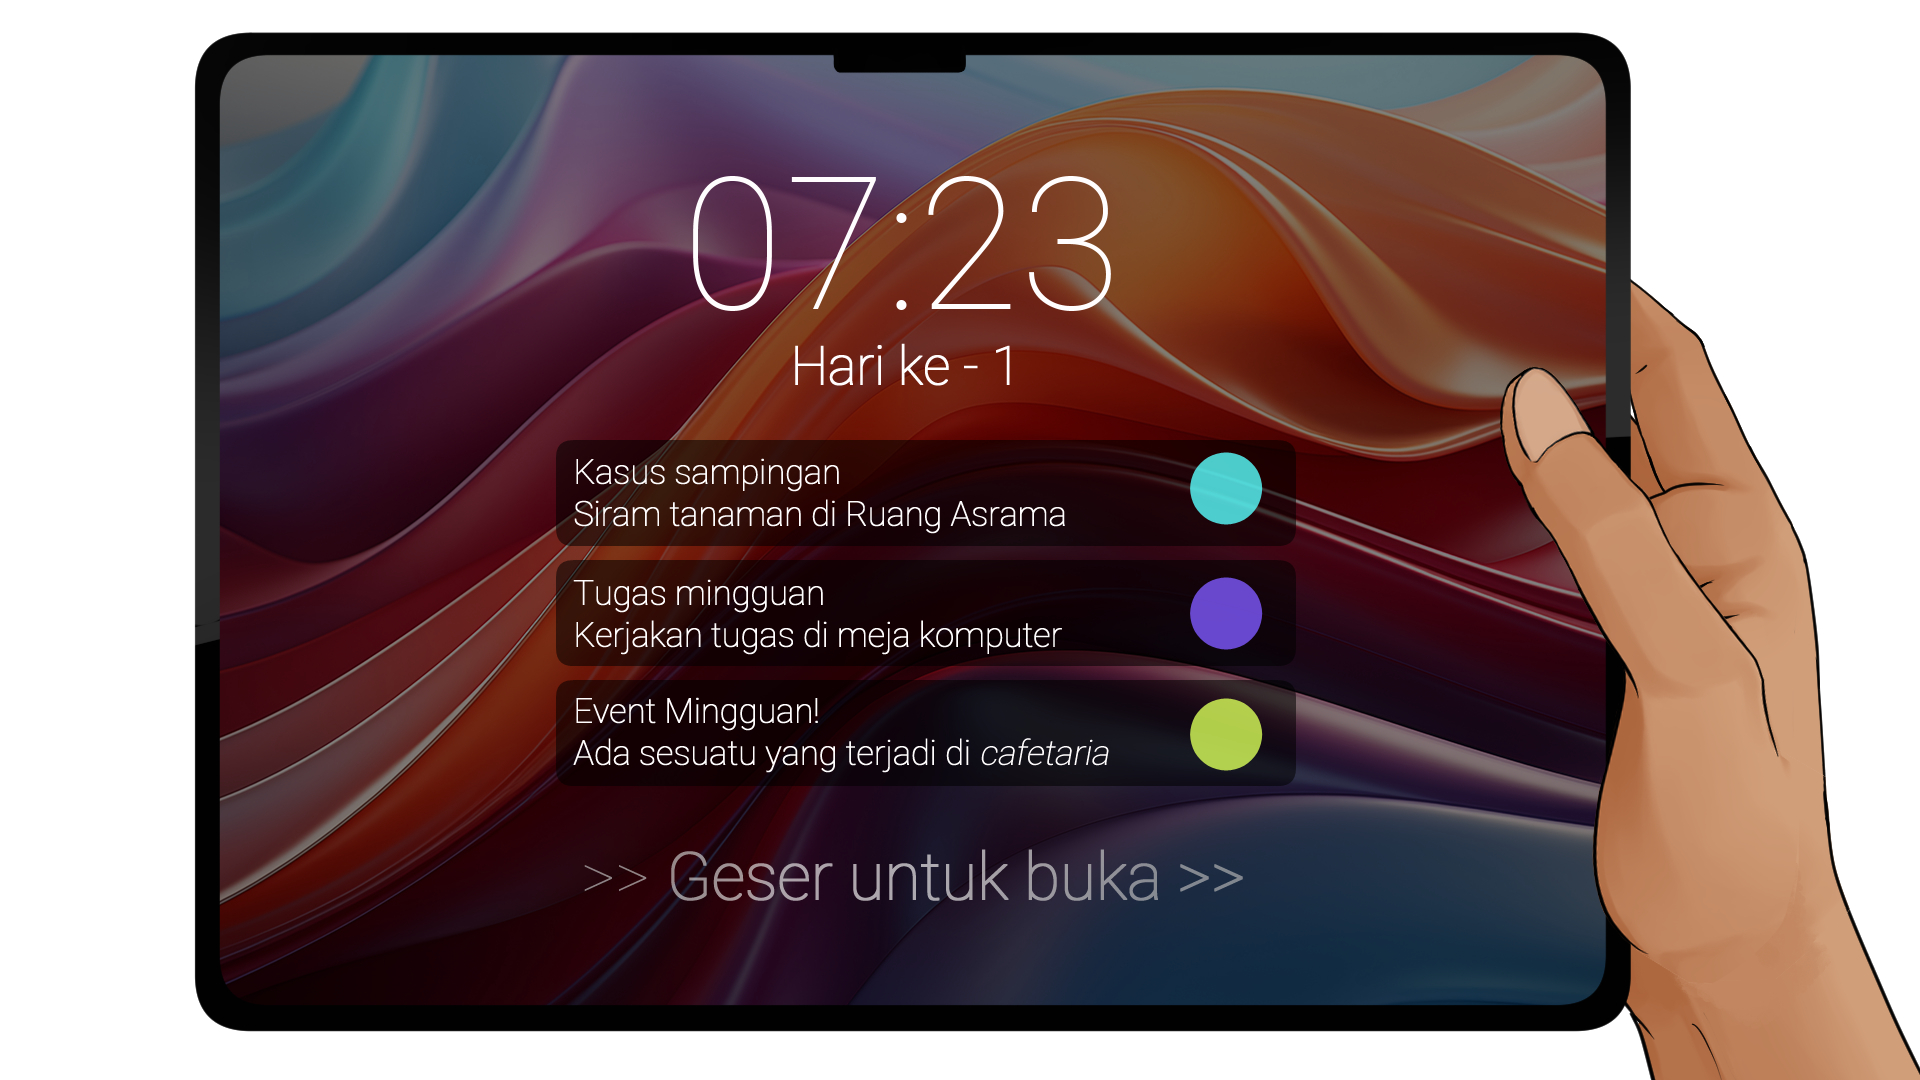 07:23
Hari ke - 1
Kasus sampingan
Siram tanaman di Ruang Asrama
Tugas mingguan
Kerjakan tugas di meja komputer
Event Mingguan!
Ada sesuatu yang terjadi di cafetaria
>> Geser untuk buka >>